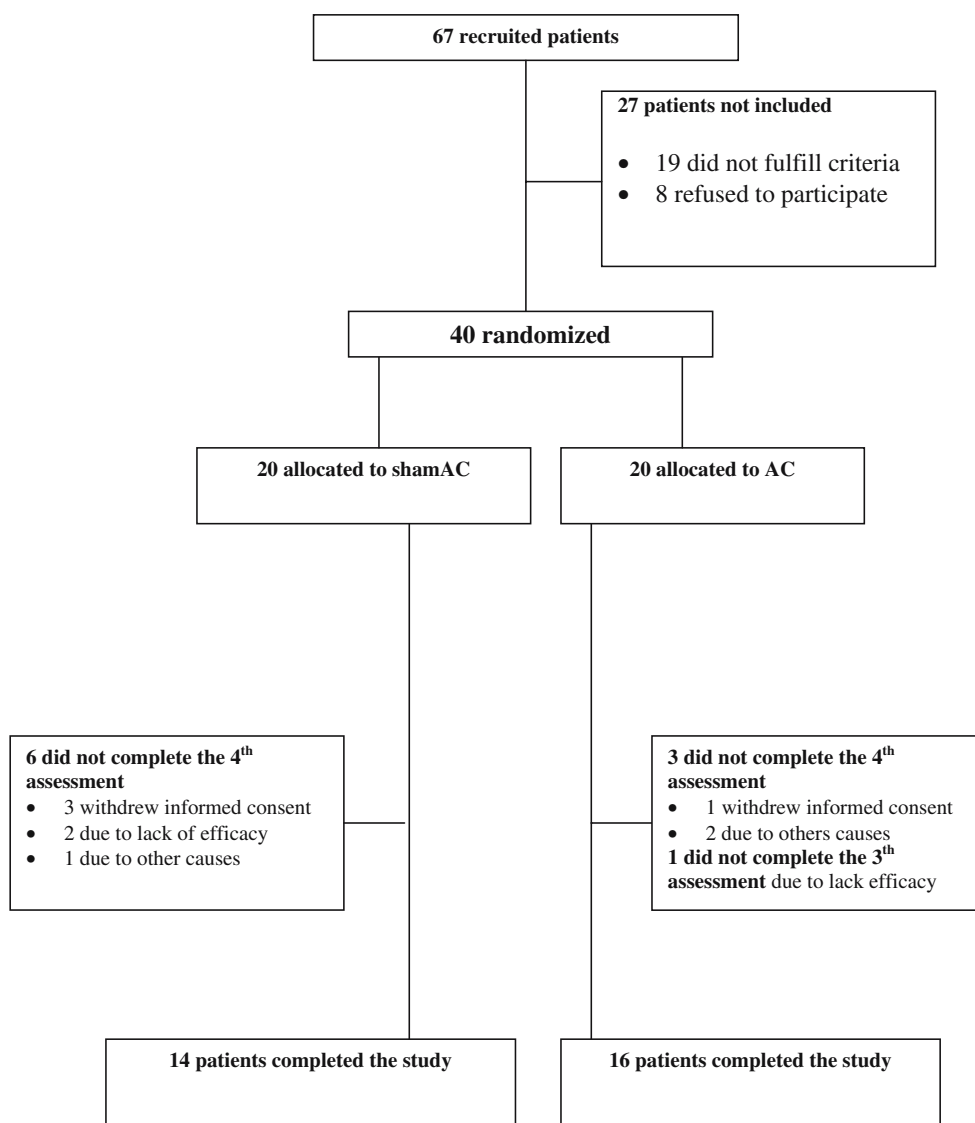 67 recruited patients
27 patients not included
• 19 did not fulfill criteria
• 8 refused to participate
40 randomized
20 allocated to shamAC
20 allocated to AC
6 did not complete the 4th
assessment
• 3 withdrew informed consent
• 2 due to lack of efficacy
• 1 due to other causes
3 did not complete the 4th
assessment
• 1 withdrew informed consent
• 2 due to others causes
1 did not complete the 3th
assessment due to lack efficacy
14 patients completed the study
16 patients completed the study